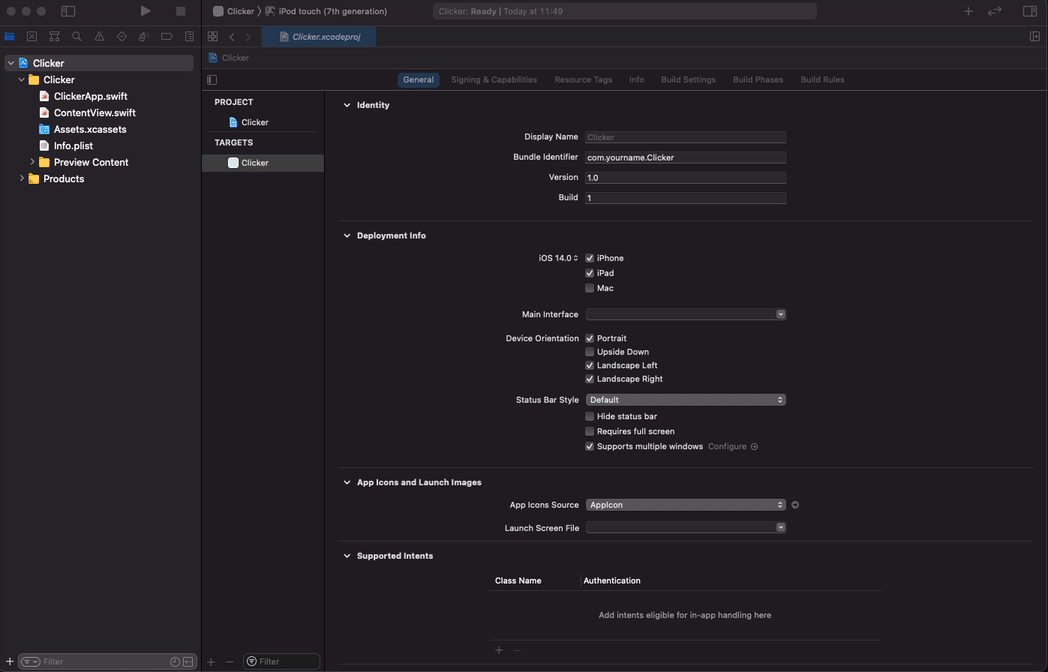 Clicker 〉 iPod touch (7th generation)
Clicker: Ready | Today at 11:49
Clicker.xcodeproj
Clicker
Clicker
ClickerApp.swift
ContentView.swift
Assets.xcassets
Info.plist
Preview Content
Products
Filter
Clicker
General
Signing & Capabilities
Resource Tags
Info
Build Settings
Build Phases
Build Rules
PROJECT
Clicker
TARGETS
Clicker
Filter
Identity
Display Name
Clicker
Bundle Identifier
com.yourname.Clicker
Version
1.0
Build
1
Deployment Info
iOS 14.0
iPhone
iPad
Mac
Main Interface
Device Orientation
Portrait
Upside Down
Landscape Left
Landscape Right
Status Bar Style
Default
Hide status bar
Requires full screen
Supports multiple windows Configure
App Icons and Launch Images
App Icons Source
AppIcon
Launch Screen File
Supported Intents
Class Name
Authentication
Add intents eligible for in-app handling here